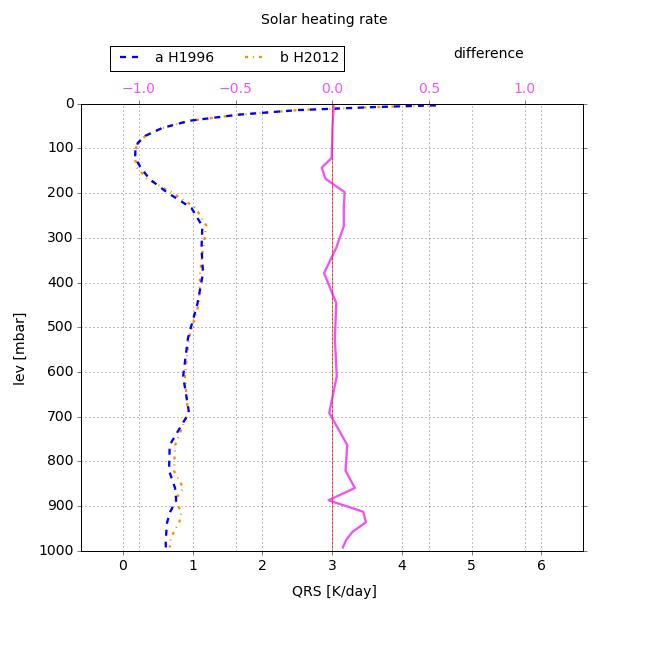 Solar heating rate
a H1996 b H2012
difference
−1.0 −0.5 0.0 0.5 1.0
0
100
200
300
400
500
600
700
800
900
1000
lev [mbar]
0 1 2 3 4 5 6
QRS [K/day]